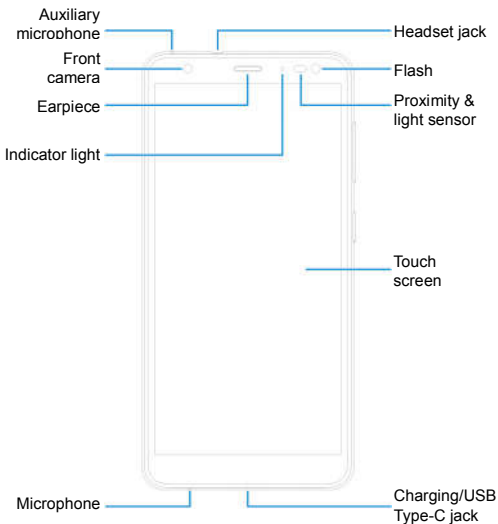 Auxiliary
microphone
Front
camera
Earpiece
Indicator light
Microphone
Headset jack
Flash
Proximity &
light sensor
Touch
screen
Charging/USB
Type-C jack